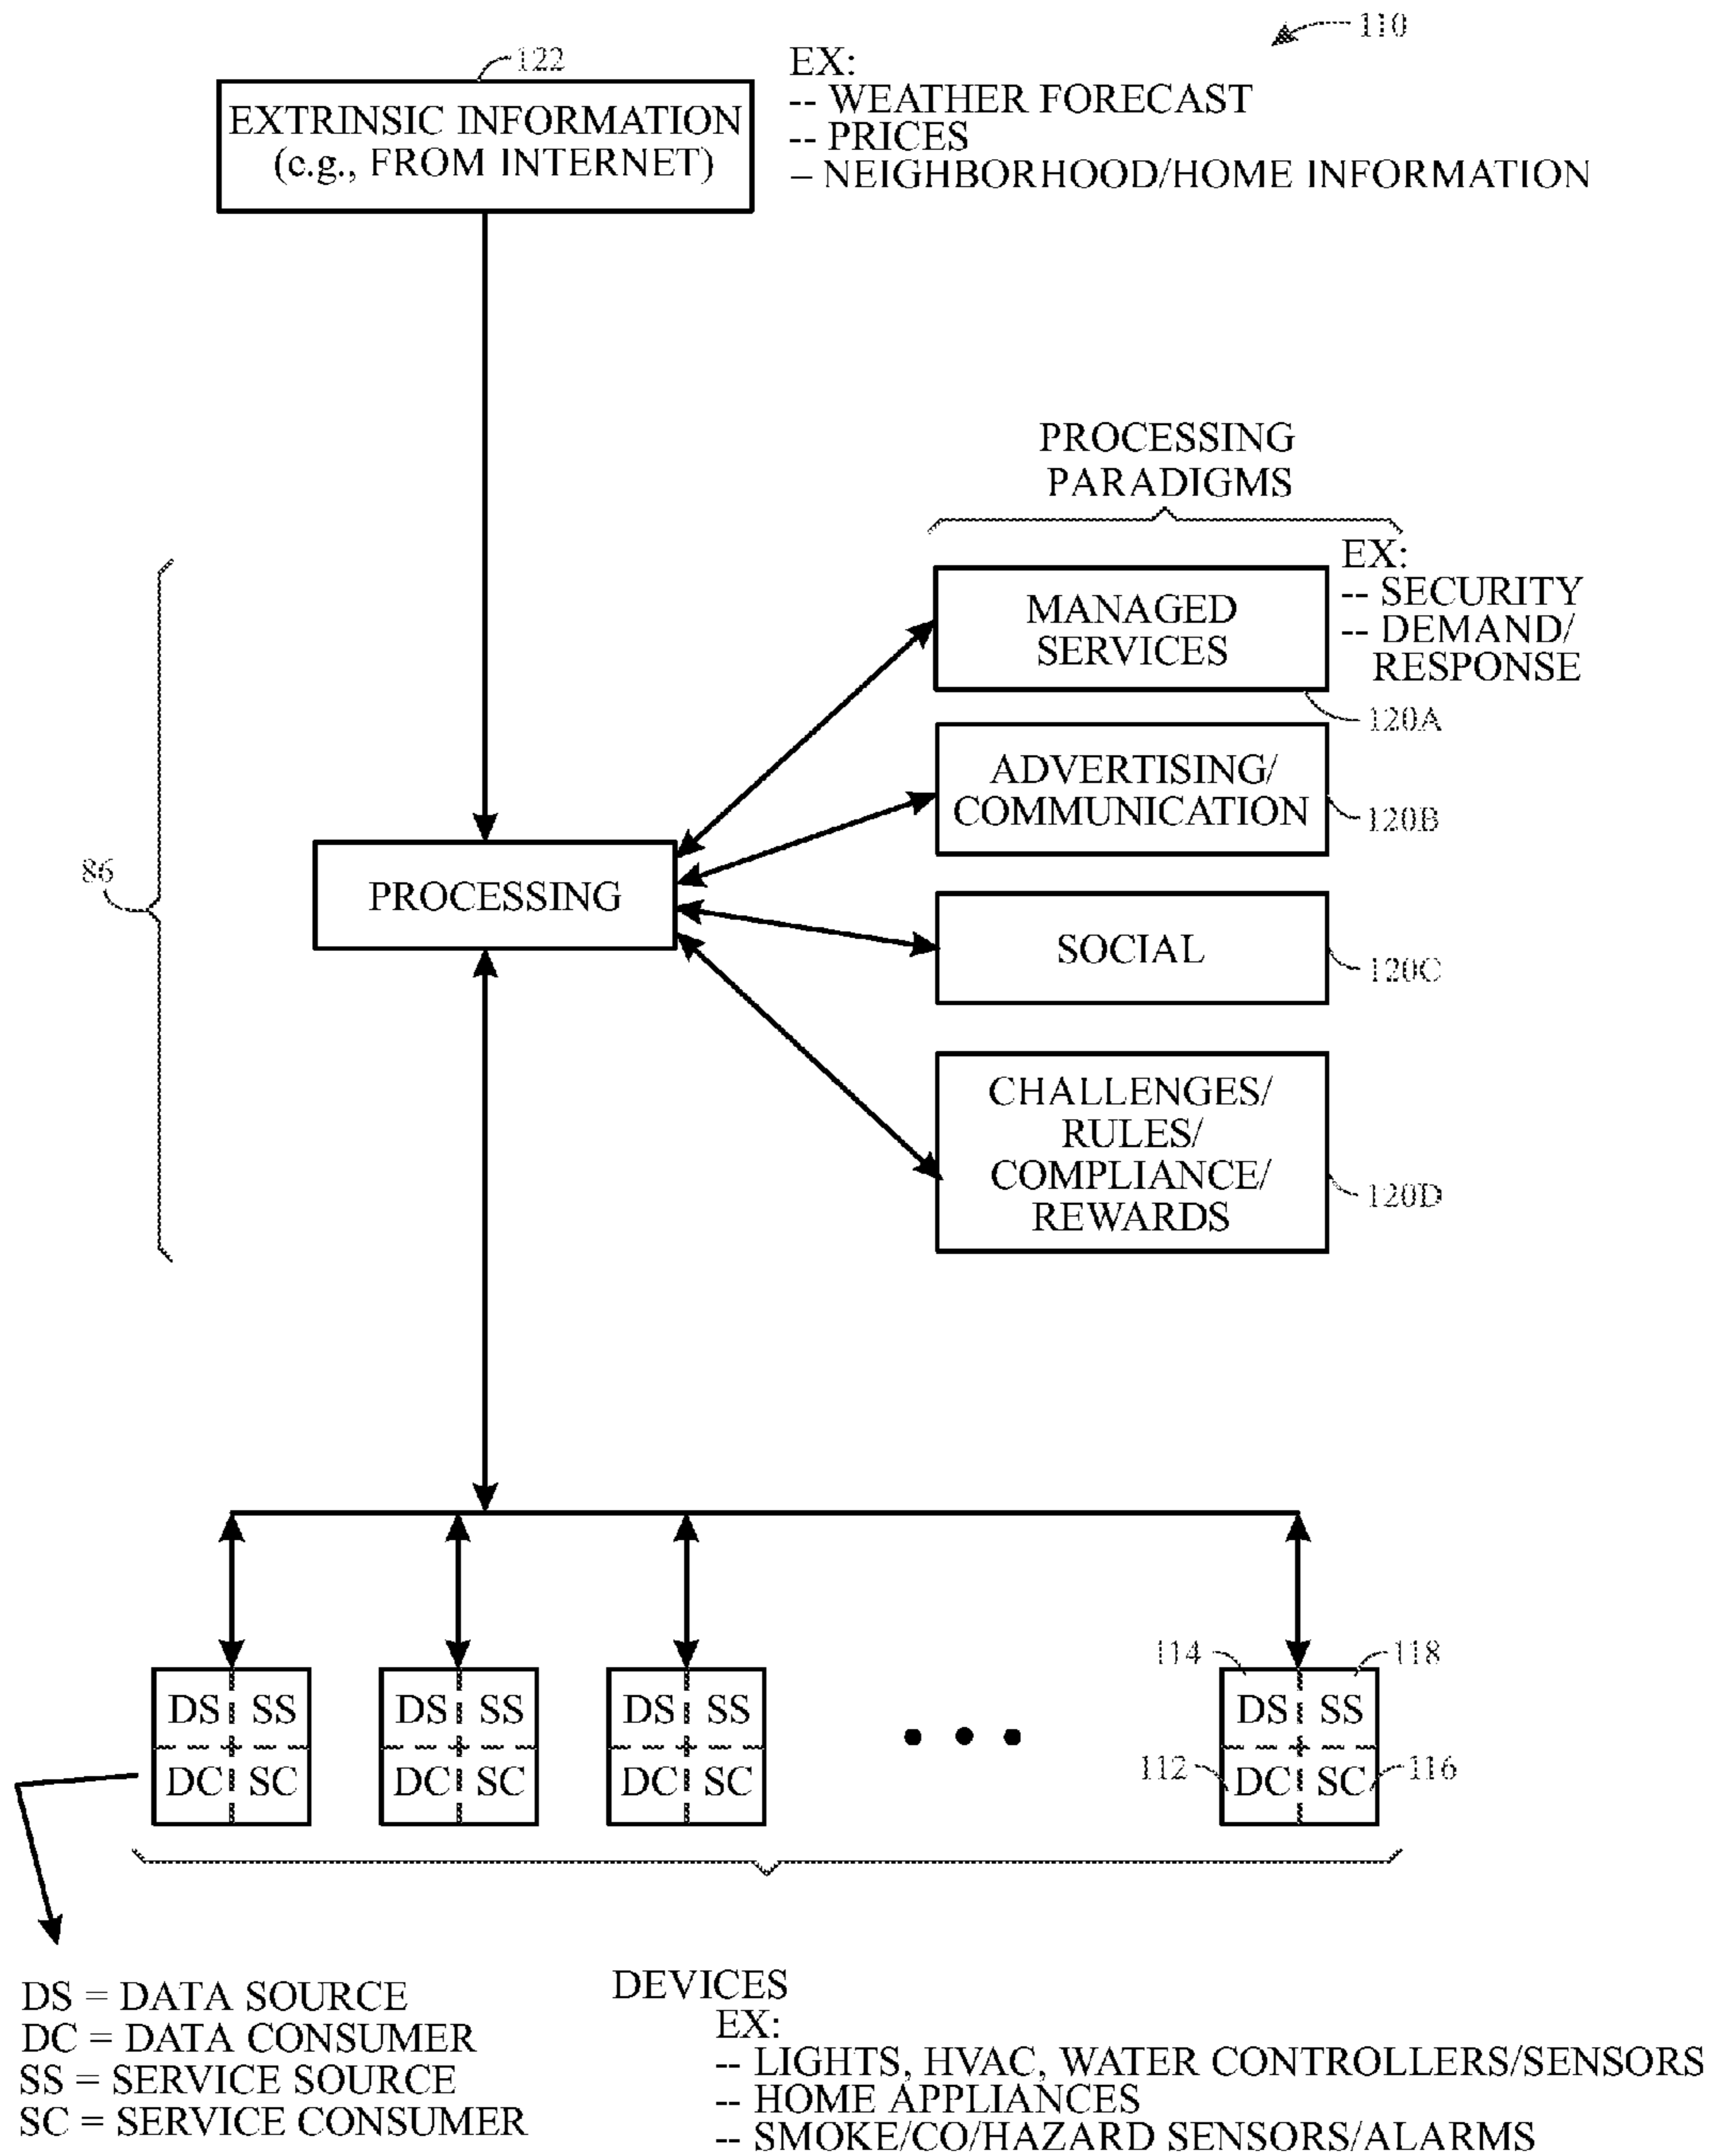 110
122
EXTRINSIC INFORMATION
(e.g., FROM INTERNET)
EX:
-- WEATHER FORECAST
-- PRICES
– NEIGHBORHOOD/HOME INFORMATION
PROCESSING
PARADIGMS
MANAGED
SERVICES
EX:
-- SECURITY
-- DEMAND/
RESPONSE
120A
ADVERTISING/
COMMUNICATION
120B
86
PROCESSING
SOCIAL
120C
CHALLENGES/
RULES/
COMPLIANCE/
REWARDS
120D
114
118
DS SS
DC SC
DS SS
DC SC
DS SS
DC SC
DS SS
DC SC
112
116
DS = DATA SOURCE
DC = DATA CONSUMER
SS = SERVICE SOURCE
SC = SERVICE CONSUMER
DEVICES
EX:
-- LIGHTS, HVAC, WATER CONTROLLERS/SENSORS
-- HOME APPLIANCES
-- SMOKE/CO/HAZARD SENSORS/ALARMS